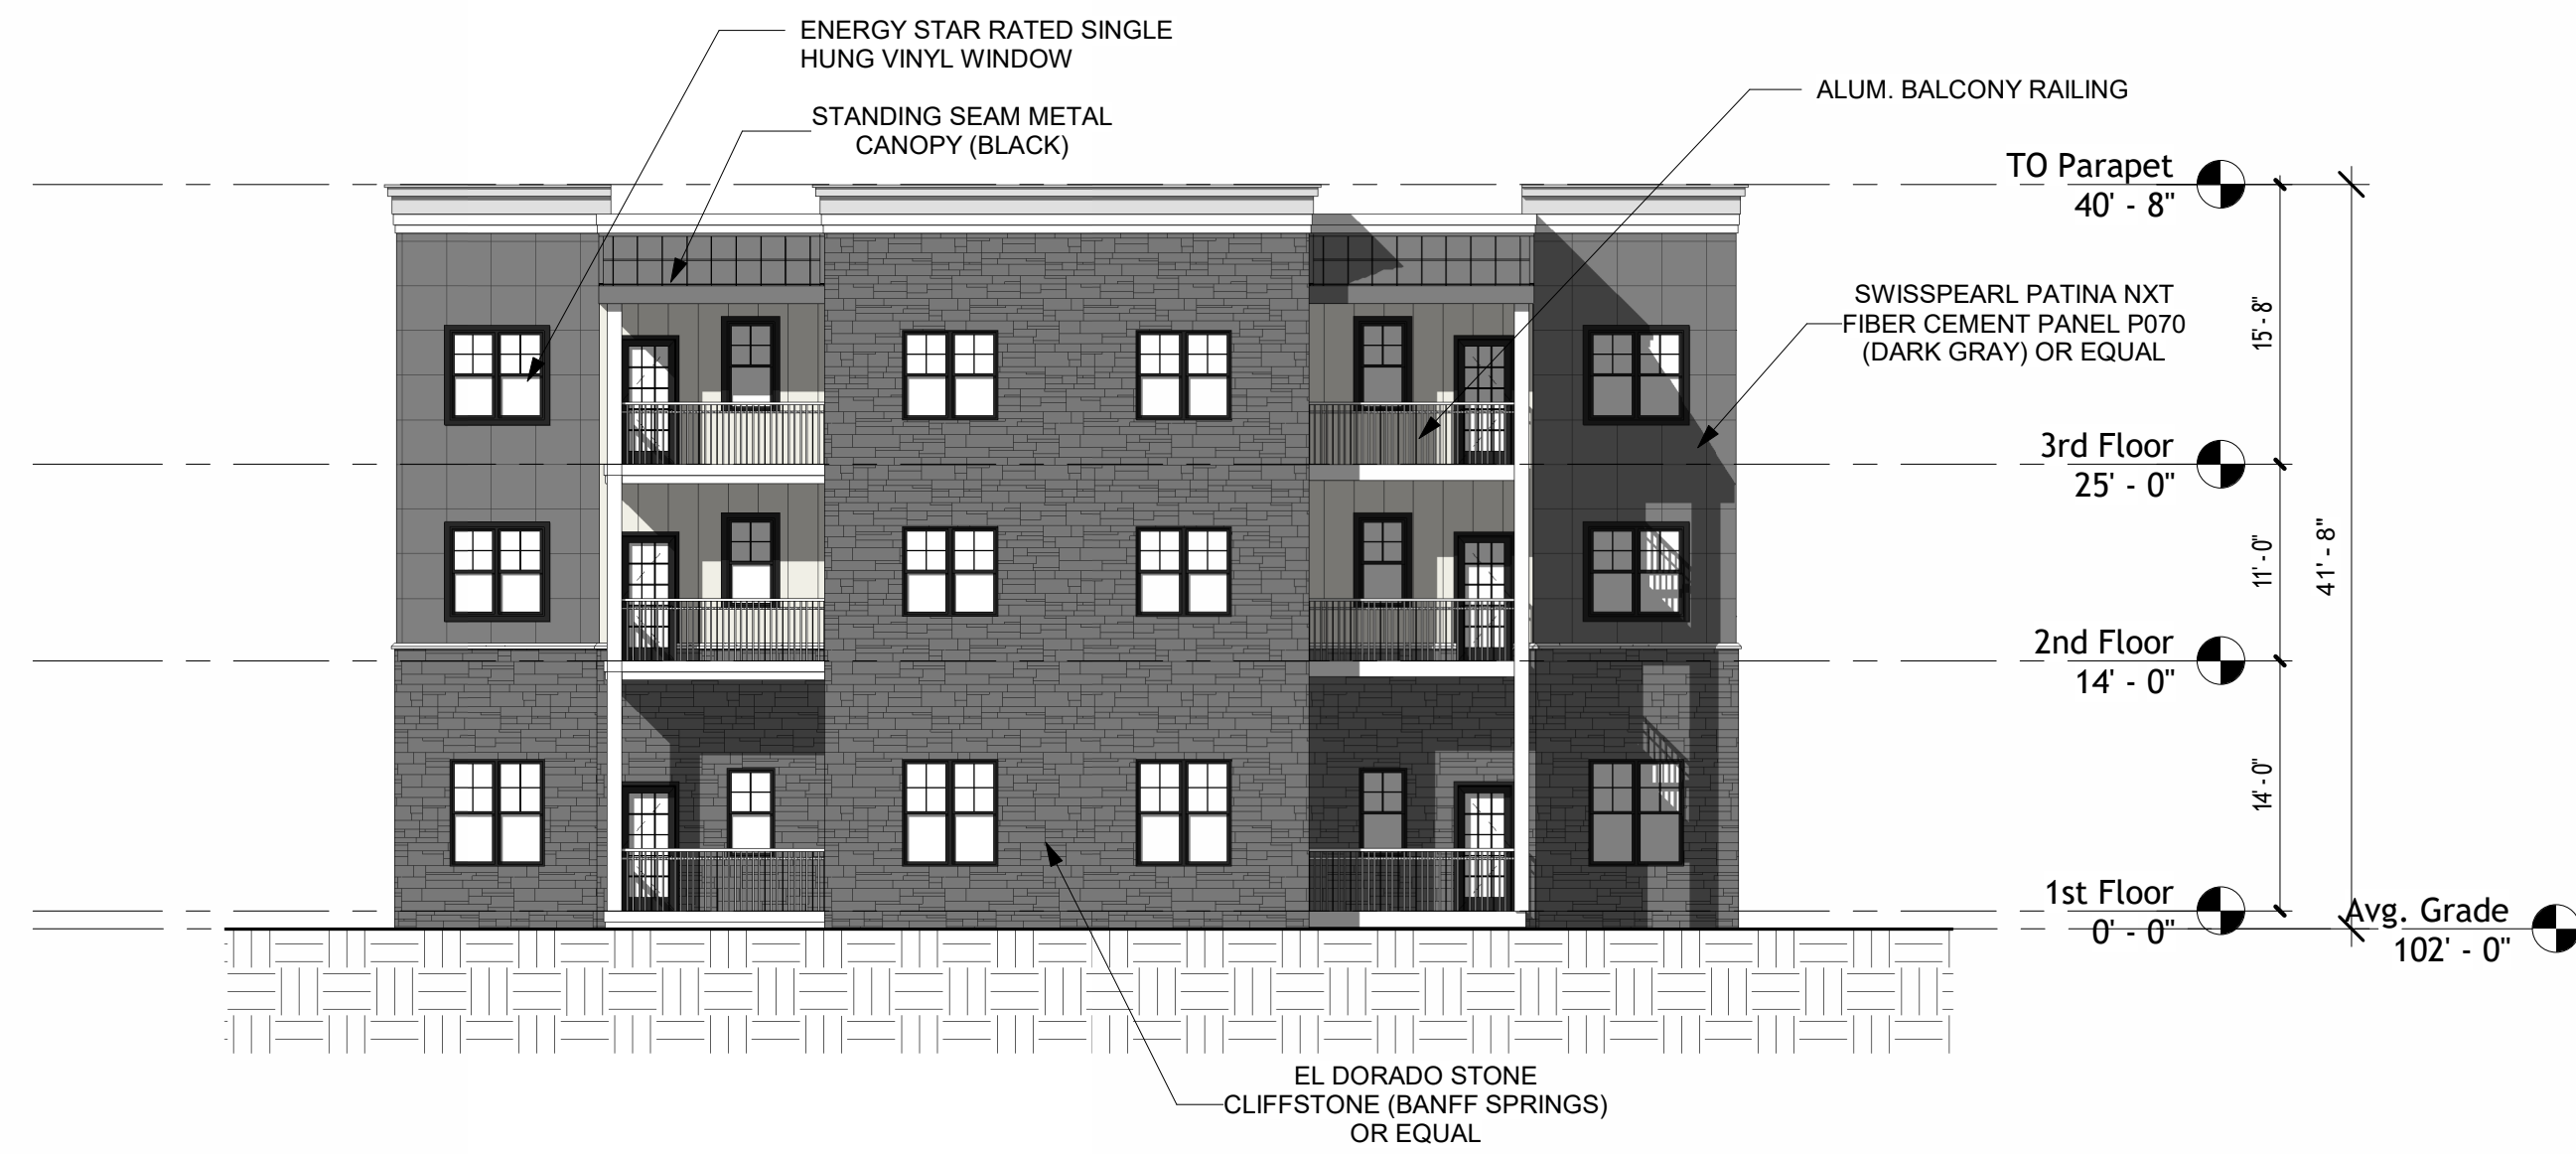 ENERGY STAR RATED SINGLE
HUNG VINYL WINDOW
STANDING SEAM METAL
CANOPY (BLACK)
ALUM. BALCONY RAILING
TO Parapet
40' - 8"
SWISSPEARL PATINA NXT
FIBER CEMENT PANEL P070
(DARK GRAY) OR EQUAL
15' - 8"
3rd Floor
25' - 0"
11' - 0"
41' - 8"
2nd Floor
14' - 0"
14' - 0"
1st Floor
0' - 0"
Avg. Grade
102' - 0"
EL DORADO STONE
CLIFFSTONE (BANFF SPRINGS)
OR EQUAL